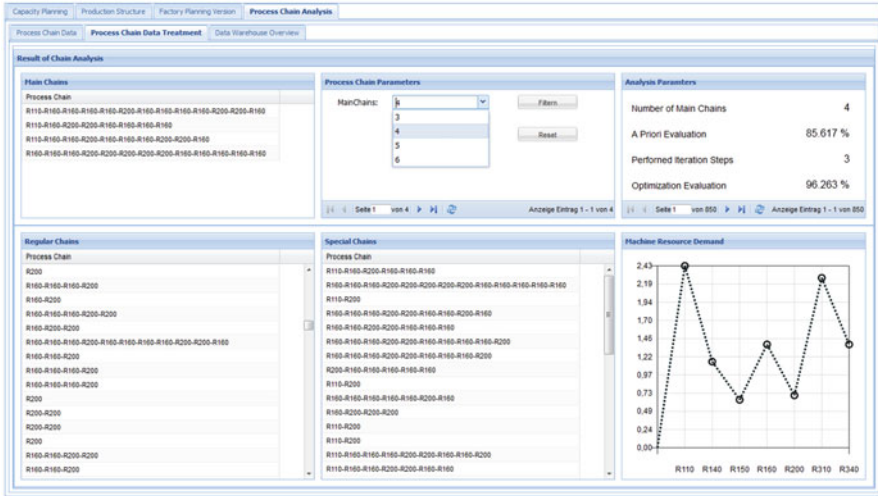 Capacity Planning Production Structure Factory Planning Version Process Chain Analysis
Process Chain Data Process Chain Data Treatment Data Warehouse Overview
Result of Chain Analysis
Main Chains
Process Chain
R110-R160-R160-R160-R160-R200-R160-R160-R160-R160-R200-R200-R160
R110-R160-R200-R200-R160-R160-R160-R160
R110-R160-R160-R160-R160-R200-R200-R200-R160
R160-R160-R160-R200-R200-R200-R200-R200-R160-R160-R160-R160-R160
Process Chain Parameters
MainChains: 4 Filtern
3
4
5
6
Reset
Seite 1 von 4 Anzeige Eintrag 1 - 1 von 4
Analysis Paramters
Number of Main Chains 4
A Priori Evaluation 85.617 %
Performed Iteration Steps 3
Optimization Evaluation 96.263 %
Seite 1 von 850 Anzeige Eintrag 1 - 1 von 850
Regular Chains
Process Chain
R200
R160-R160-R160-R200
R160-R200
R160-R160-R160-R200-R200
R160-R200-R200
R160-R160-R160-R200-R160-R160-R160-R160-R200-R200-R160
R160-R160-R200
R160-R160-R160-R200
R160-R160-R160-R200
R200
R200-R200
R200-R200
R200
R160-R160-R160-R200
R160-R160-R200
Special Chains
Process Chain
R110-R160-R200-R160-R160-R160
R160-R160-R160-R200-R200-R200-R200-R200-R160-R160-R160-R160-R160
R110-R200
R160-R160-R160-R160-R160-R160-R200-R160
R160-R160-R200-R200-R160-R160-R160
R160-R160-R160-R200-R160-R160-R160-R160-R200
R160-R160-R160-R200-R160-R160-R160-R200
R200-R160-R160-R160-R160-R160
R110-R200
R160-R160-R160-R160-R200-R160
R160-R200-R200-R200
R110-R200
R110-R200
R110-R160-R160-R160-R200-R200-R160-R160-R200
R110-R160-R160-R200-R200-R160-R160
Machine Resource Demand
2,43
2,19
1,94
1,70
1,46
1,22
0,97
0,73
0,49
0,24
0,00
R110 R140 R150 R160 R200 R310 R340